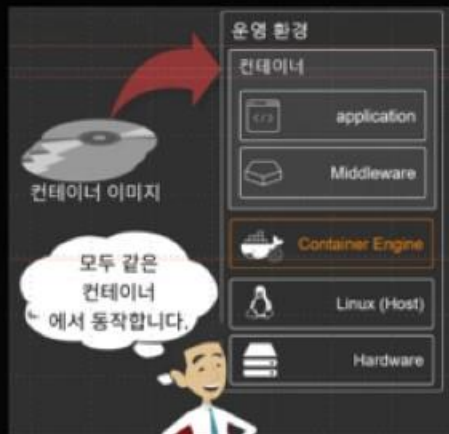 운영 환경
컨테이너
application
Middleware
컨테이너 이미지
Container Engine
모두 같은
컨테이너
에서 동작합니다.
Linux (Host)
Hardware